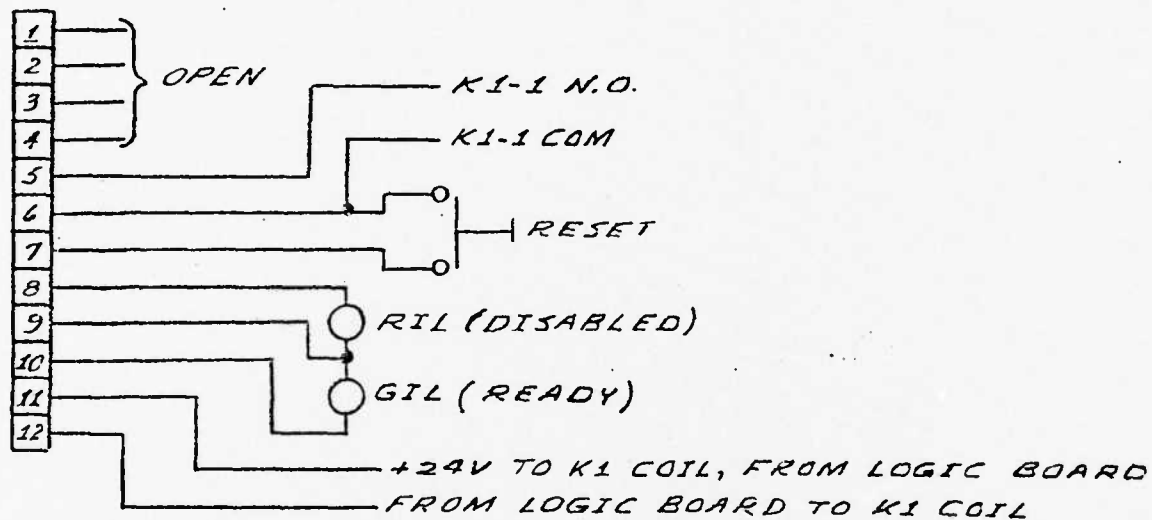 1
2
OPEN
3
K1-1 N.O.
4
K1-1 COM
5
6
RESET
7
8
9
RIL (DISABLED)
10
11
GIL (READY)
12
+24V TO K1 COIL, FROM LOGIC BOARD
FROM LOGIC BOARD TO K1 COIL